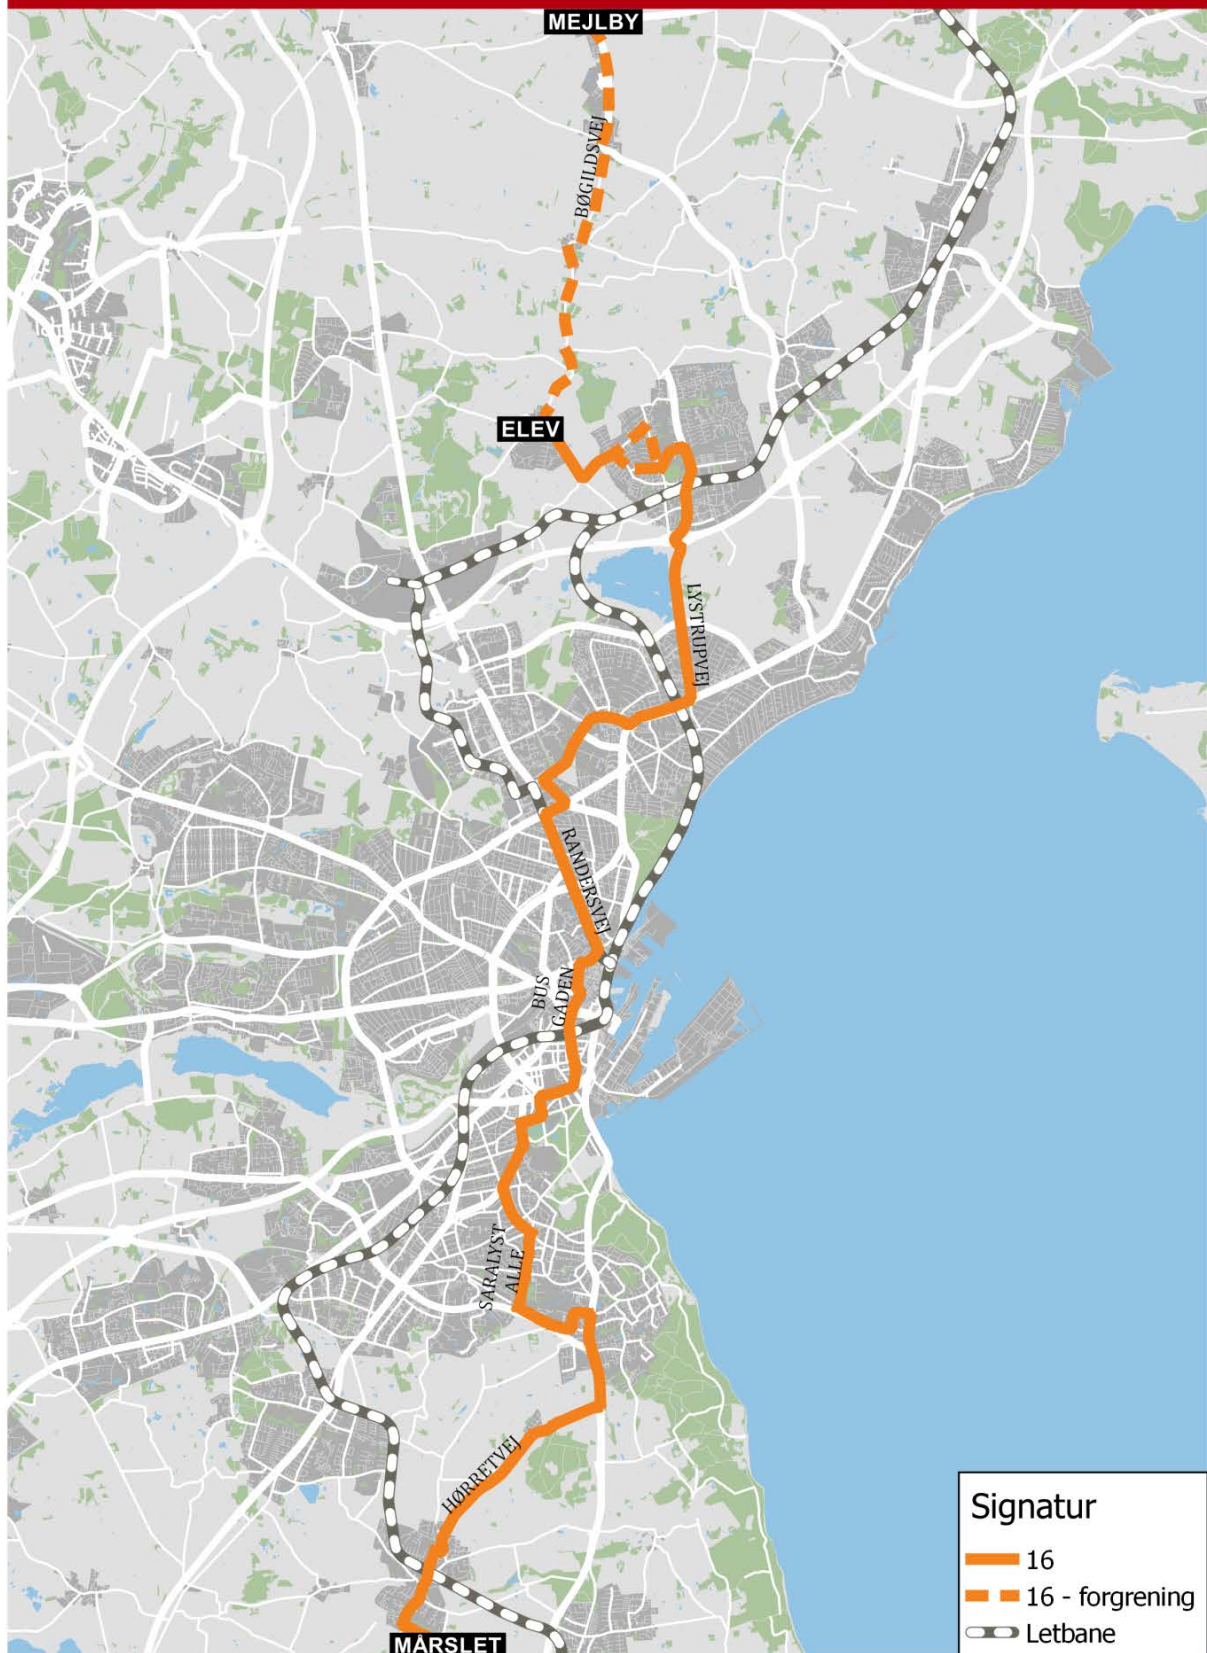 MEJLBY
BØGILDSVEJ
ELEV
LYSTRUPVEJ
RANDERSVEJ
BUS
GADEN
SARALYST
ALLE
HØRRETVEJ
MÅRSLET
Signatur
16
16 - forgrening
Letbane